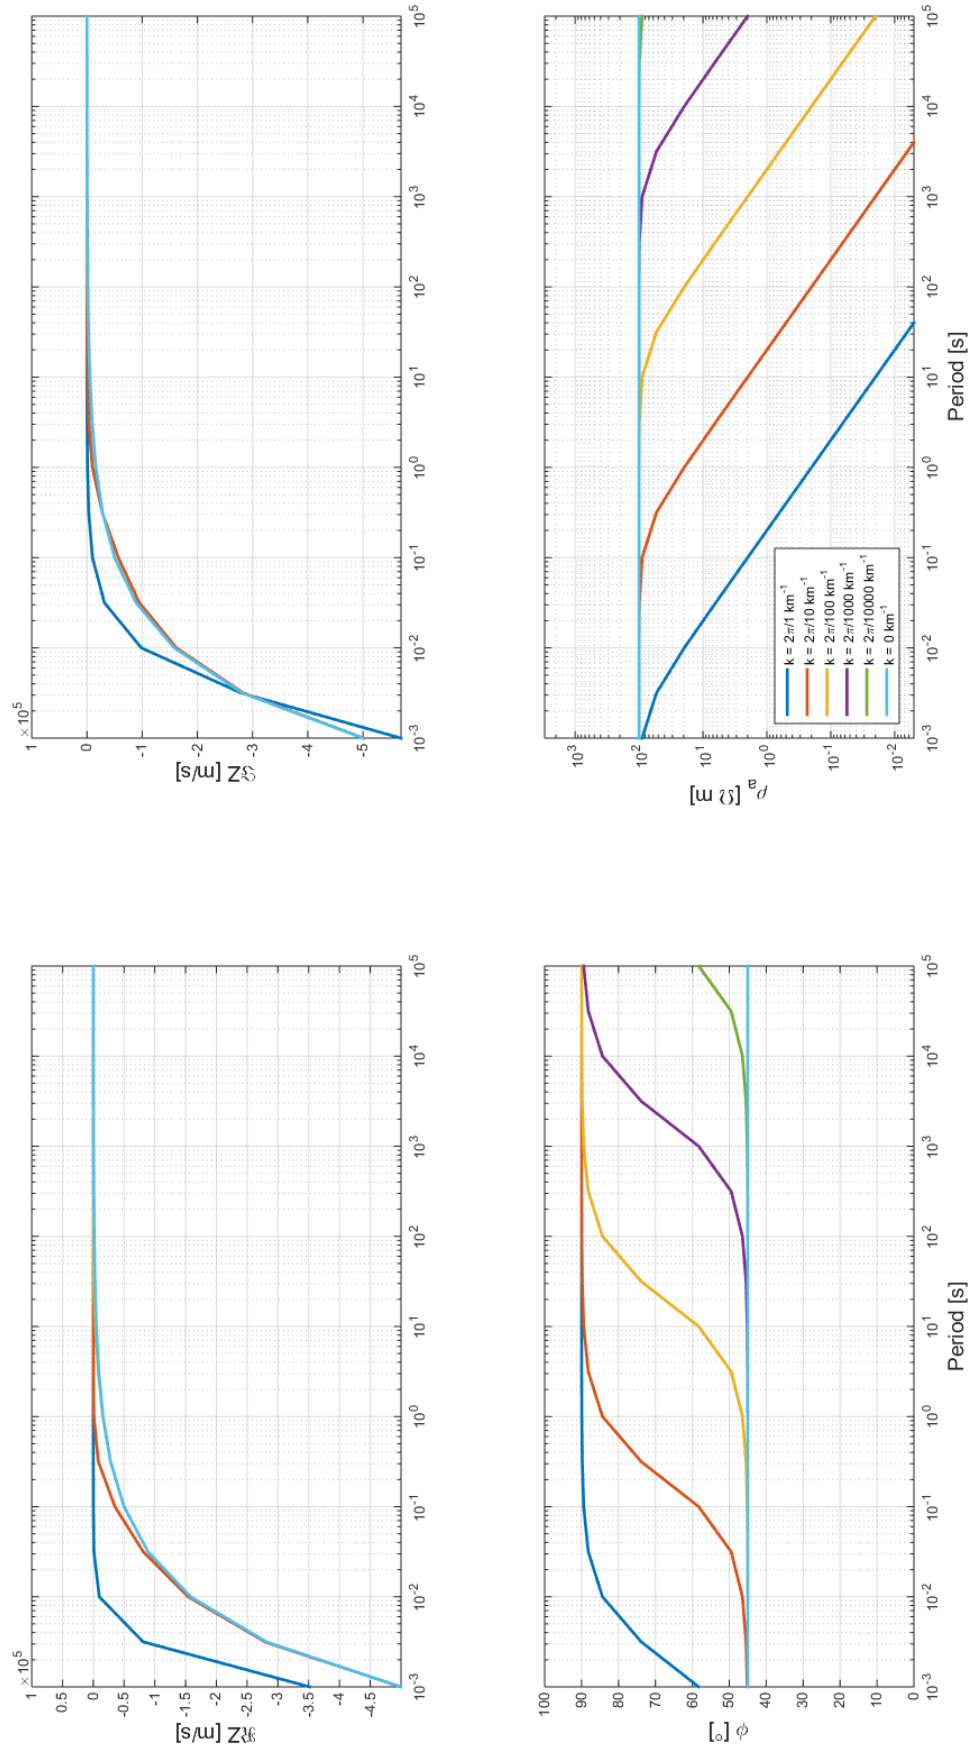 ×10^5
1
0.5
0
-0.5
-1
-1.5
-2
-2.5
-3
-3.5
-4
-4.5
ℜZ [m/s]
10^-3 10^-2 10^-1 10^0 10^1 10^2 10^3 10^4 10^5
×10^5
1
0
-1
-2
-3
-4
-5
ℑZ [m/s]
10^-3 10^-2 10^-1 10^0 10^1 10^2 10^3 10^4 10^5
100
90
80
70
60
50
40
30
20
10
0
ϕ [°]
10^-3 10^-2 10^-1 10^0 10^1 10^2 10^3 10^4 10^5
Period [s]
10^3
10^2
10^1
10^0
10^-1
10^-2
ρ_a [Ω m]
k = 2π/1 km^-1
k = 2π/10 km^-1
k = 2π/100 km^-1
k = 2π/1000 km^-1
k = 2π/10000 km^-1
k = 0 km^-1
10^-3 10^-2 10^-1 10^0 10^1 10^2 10^3 10^4 10^5
Period [s]